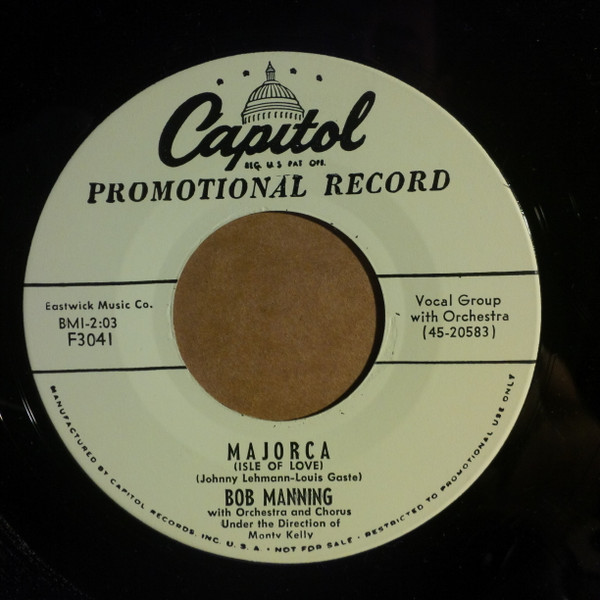 Capitol
REG. U.S. PAT. OFF.
PROMOTIONAL RECORD
Eastwick Music Co.
BMI-2:03
F3041
Vocal Group
with Orchestra
(45-20583)
MAJORCA
(ISLE OF LOVE)
(Johnny Lehmann-Louis Gaste)
BOB MANNING
with Orchestra and Chorus
Under the Direction of
Monty Kelly
MANUFACTURED BY CAPITOL RECORDS, INC. U. S. A. • NOT FOR SALE • RESTRICTED TO PROMOTIONAL USE ONLY